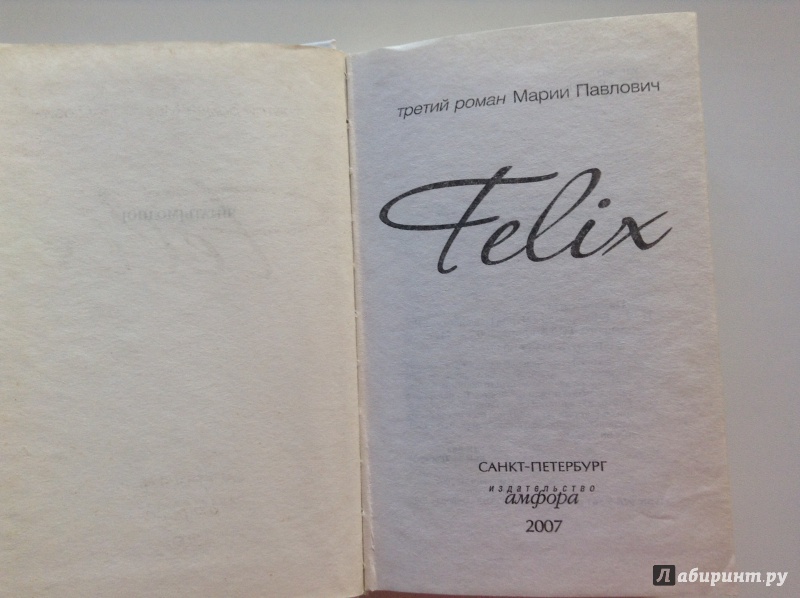 третий роман Марии Павлович
Felix
САНКТ-ПЕТЕРБУРГ
издательство
амфора
2007
Лабиринт.ру